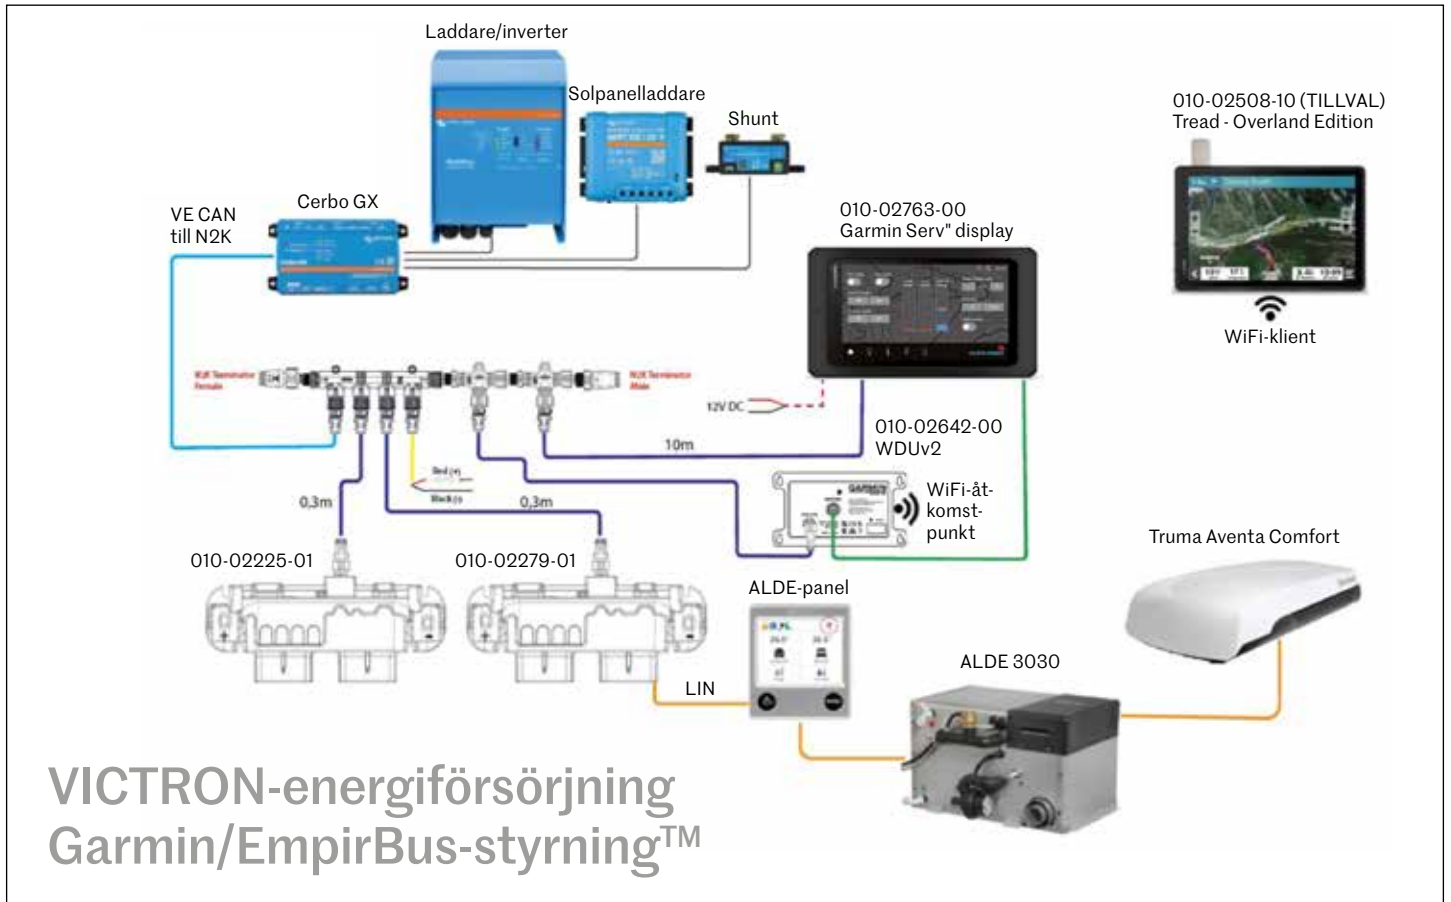 Laddare/inverter
Solpanelladdare
Shunt
010-02508-10 (TILLVAL)
Tread - Overland Edition
Cerbo GX
VE CAN
till N2K
010-02763-00
Garmin Serv" display
WiFi-klient
N2K Terminator
Female
N2K Terminator
Male
12V DC
010-02642-00
WDUv2
10m
Red (+)
Black (-)
0,3m
0,3m
GARMIN
WiFi-åt-
komst-
punkt
010-02225-01
010-02279-01
Truma Aventa Comfort
ALDE-panel
ALDE 3030
LIN
VICTRON-energiförsörjning
Garmin/EmpirBus-styrning™